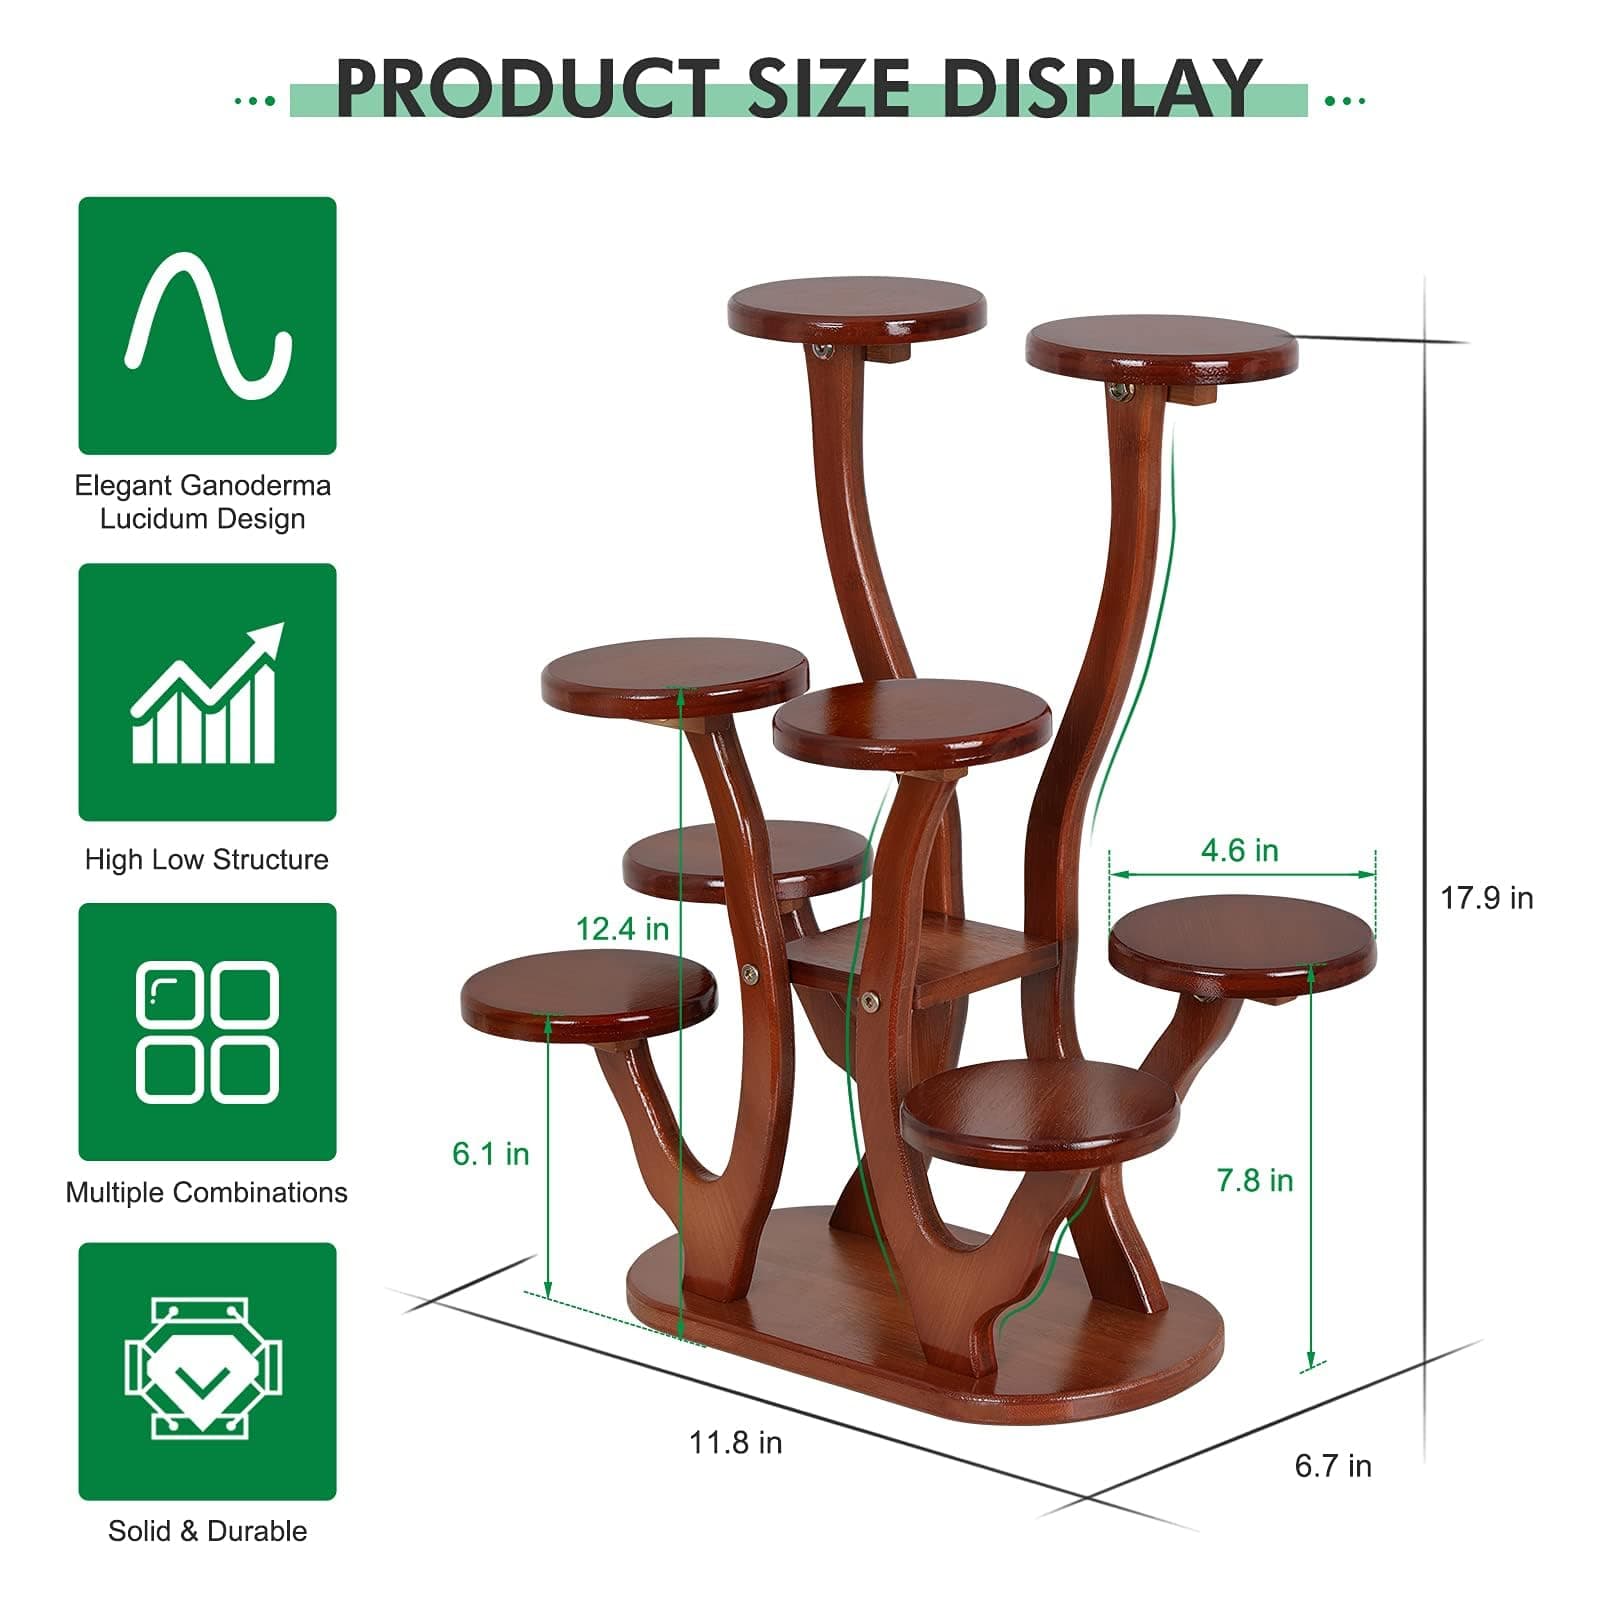 PRODUCT SIZE DISPLAY
Elegant Ganoderma
Lucidum Design
High Low Structure
Multiple Combinations
Solid & Durable
4.6 in
17.9 in
12.4 in
6.1 in
7.8 in
11.8 in
6.7 in